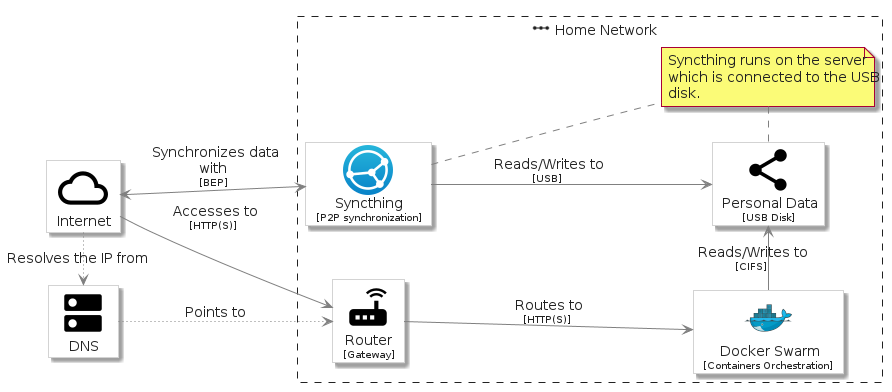 Home Network
Syncthing runs on the server
which is connected to the USB
disk.
Synchronizes data
with
[BEP]
Reads/Writes to
[USB]
Internet
Syncthing
[P2P synchronization]
Personal Data
[USB Disk]
Accesses to
[HTTP(S)]
Resolves the IP from
Reads/Writes to
[CIFS]
DNS
Points to
Router
[Gateway]
Routes to
[HTTP(S)]
Docker Swarm
[Containers Orchestration]